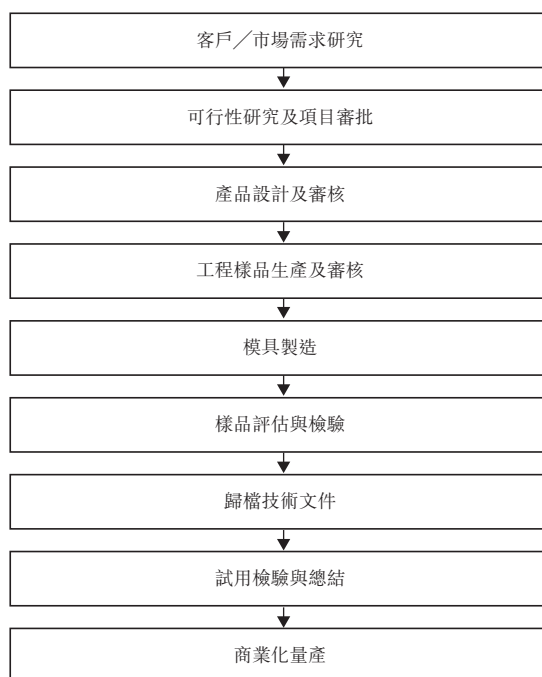 客戶／市場需求研究
可行性研究及項目審批
產品設計及審核
工程樣品生產及審核
模具製造
樣品評估與檢驗
歸檔技術文件
試用檢驗與總結
商業化量產